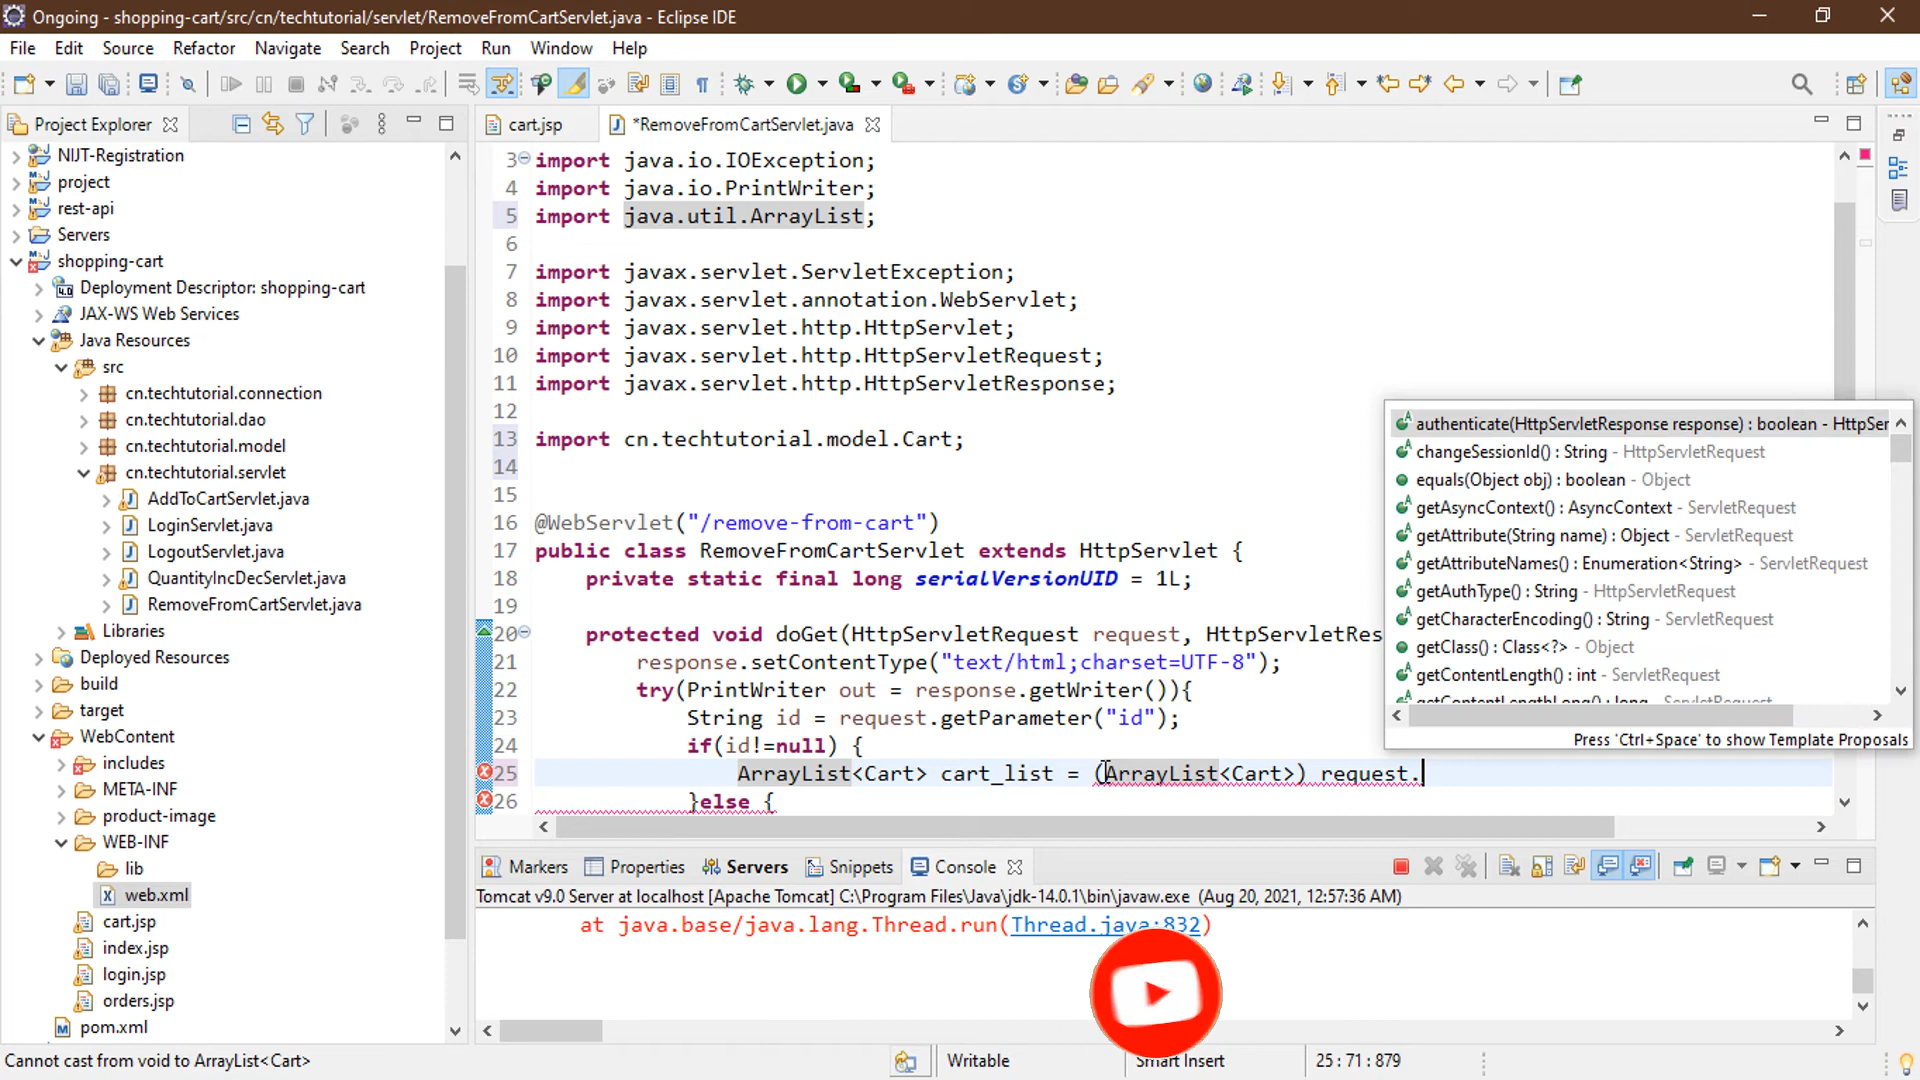 Ongoing - shopping-cart/src/cn/techtutorial/servlet/RemoveFromCartServlet.java - Eclipse IDE
File Edit Source Refactor Navigate Search Project Run Window Help
Project Explorer
NIJT-Registration
project
rest-api
Servers
shopping-cart
Deployment Descriptor: shopping-cart
JAX-WS Web Services
Java Resources
src
cn.techtutorial.connection
cn.techtutorial.dao
cn.techtutorial.model
cn.techtutorial.servlet
AddToCartServlet.java
LoginServlet.java
LogoutServlet.java
QuantityIncDecServlet.java
RemoveFromCartServlet.java
Libraries
Deployed Resources
build
target
WebContent
includes
META-INF
product-image
WEB-INF
lib
web.xml
cart.jsp
index.jsp
login.jsp
orders.jsp
pom.xml
cart.jsp
*RemoveFromCartServlet.java
3 import java.io.IOException;
4 import java.io.PrintWriter;
5 import java.util.ArrayList;
6
7 import javax.servlet.ServletException;
8 import javax.servlet.annotation.WebServlet;
9 import javax.servlet.http.HttpServlet;
10 import javax.servlet.http.HttpServletRequest;
11 import javax.servlet.http.HttpServletResponse;
12
13 import cn.techtutorial.model.Cart;
14
15
16 @WebServlet("/remove-from-cart")
17 public class RemoveFromCartServlet extends HttpServlet {
18 private static final long serialVersionUID = 1L;
19
20 protected void doGet(HttpServletRequest request, HttpServletRes
21 response.setContentType("text/html;charset=UTF-8");
22 try(PrintWriter out = response.getWriter()){
23 String id = request.getParameter("id");
24 if(id!=null) {
25 ArrayList<Cart> cart_list = (ArrayList<Cart>) request.
26 }else {
authenticate(HttpServletResponse response) : boolean - HttpSer
changeSessionId() : String - HttpServletRequest
equals(Object obj) : boolean - Object
getAsyncContext() : AsyncContext - ServletRequest
getAttribute(String name) : Object - ServletRequest
getAttributeNames() : Enumeration<String> - ServletRequest
getAuthType() : String - HttpServletRequest
getCharacterEncoding() : String - ServletRequest
getClass() : Class<?> - Object
getContentLength() : int - ServletRequest
getContentLengthLong() : long - ServletRequest
Press 'Ctrl+Space' to show Template Proposals
Markers Properties Servers Snippets Console
Tomcat v9.0 Server at localhost [Apache Tomcat] C:\Program Files\Java\jdk-14.0.1\bin\javaw.exe (Aug 20, 2021, 12:57:36 AM)
at java.base/java.lang.Thread.run(Thread.java:832)
Cannot cast from void to ArrayList<Cart>
Writable
Smart Insert
25 : 71 : 879